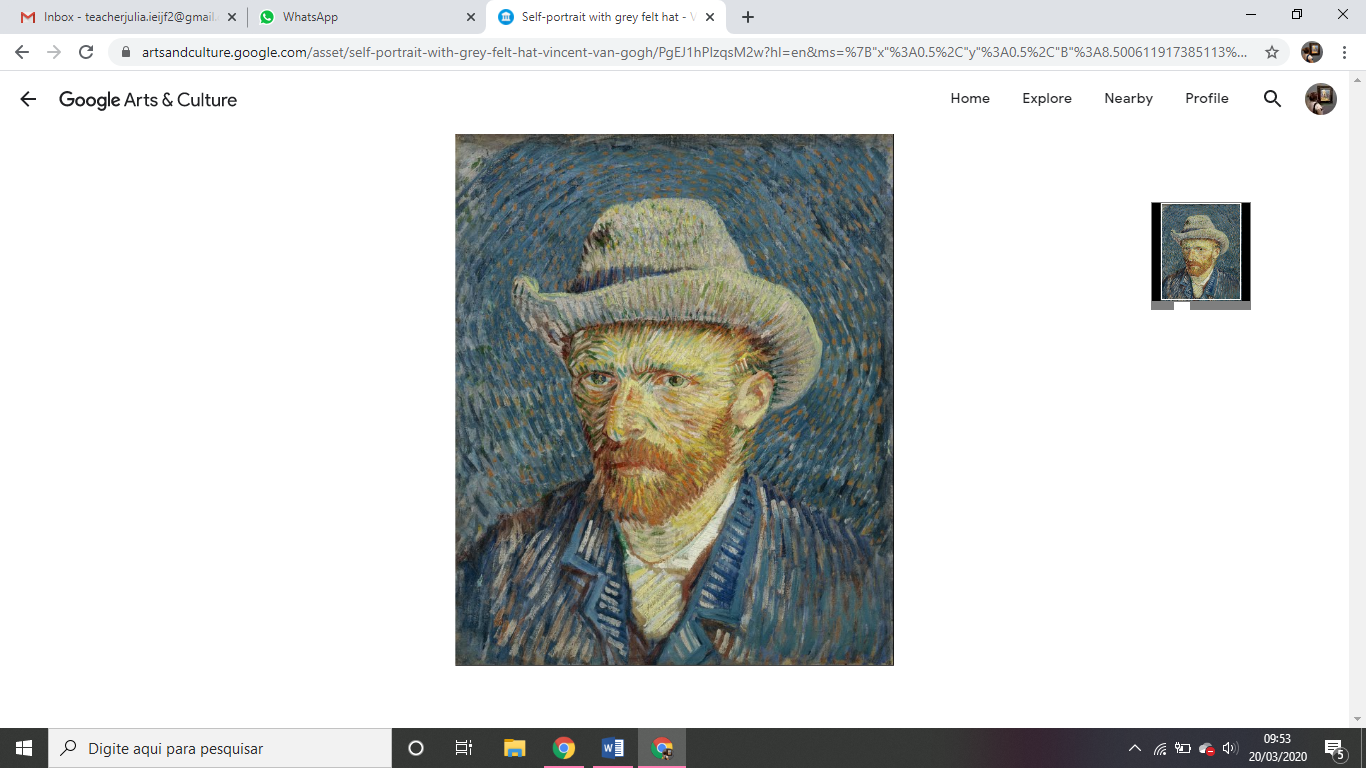 Inbox - teacherjulia.ieijf2@gmail.
WhatsApp
Self-portrait with grey felt hat - V
artsandculture.google.com/asset/self-portrait-with-grey-felt-hat-vincent-van-gogh/PgEJ1hPIzqsM2w?hl=en&ms=%7B"x"%3A0.5%2C"y"%3A0.5%2C"B"%3A8.500611917385113%...
Google Arts & Culture
Home Explore Nearby Profile
Digite aqui para pesquisar
09:53
20/03/2020
5